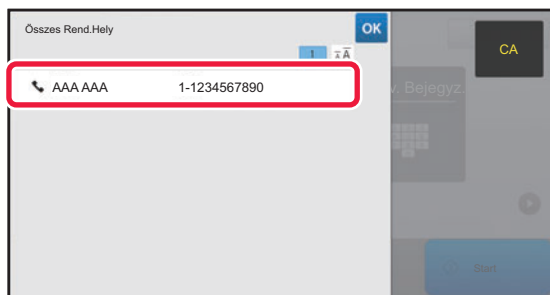 Összes Rend.Hely
OK
CA
1
AAA AAA 1-1234567890
v. Bejegyz.
Start